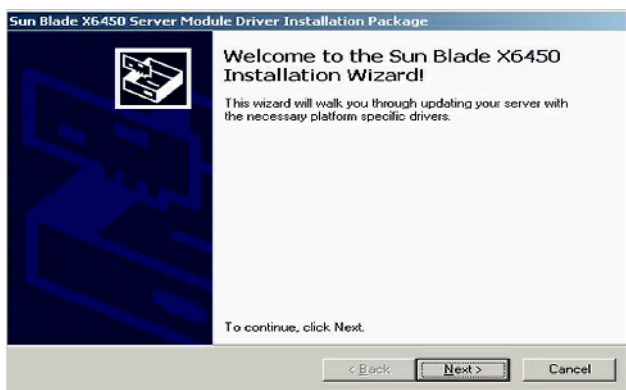 Sun Blade X6450 Server Module Driver Installation Package
Welcome to the Sun Blade X6450
Installation Wizard!
This wizard will walk you through updating your server with
the necessary platform specific drivers.
To continue, click Next.
< Back
Next >
Cancel